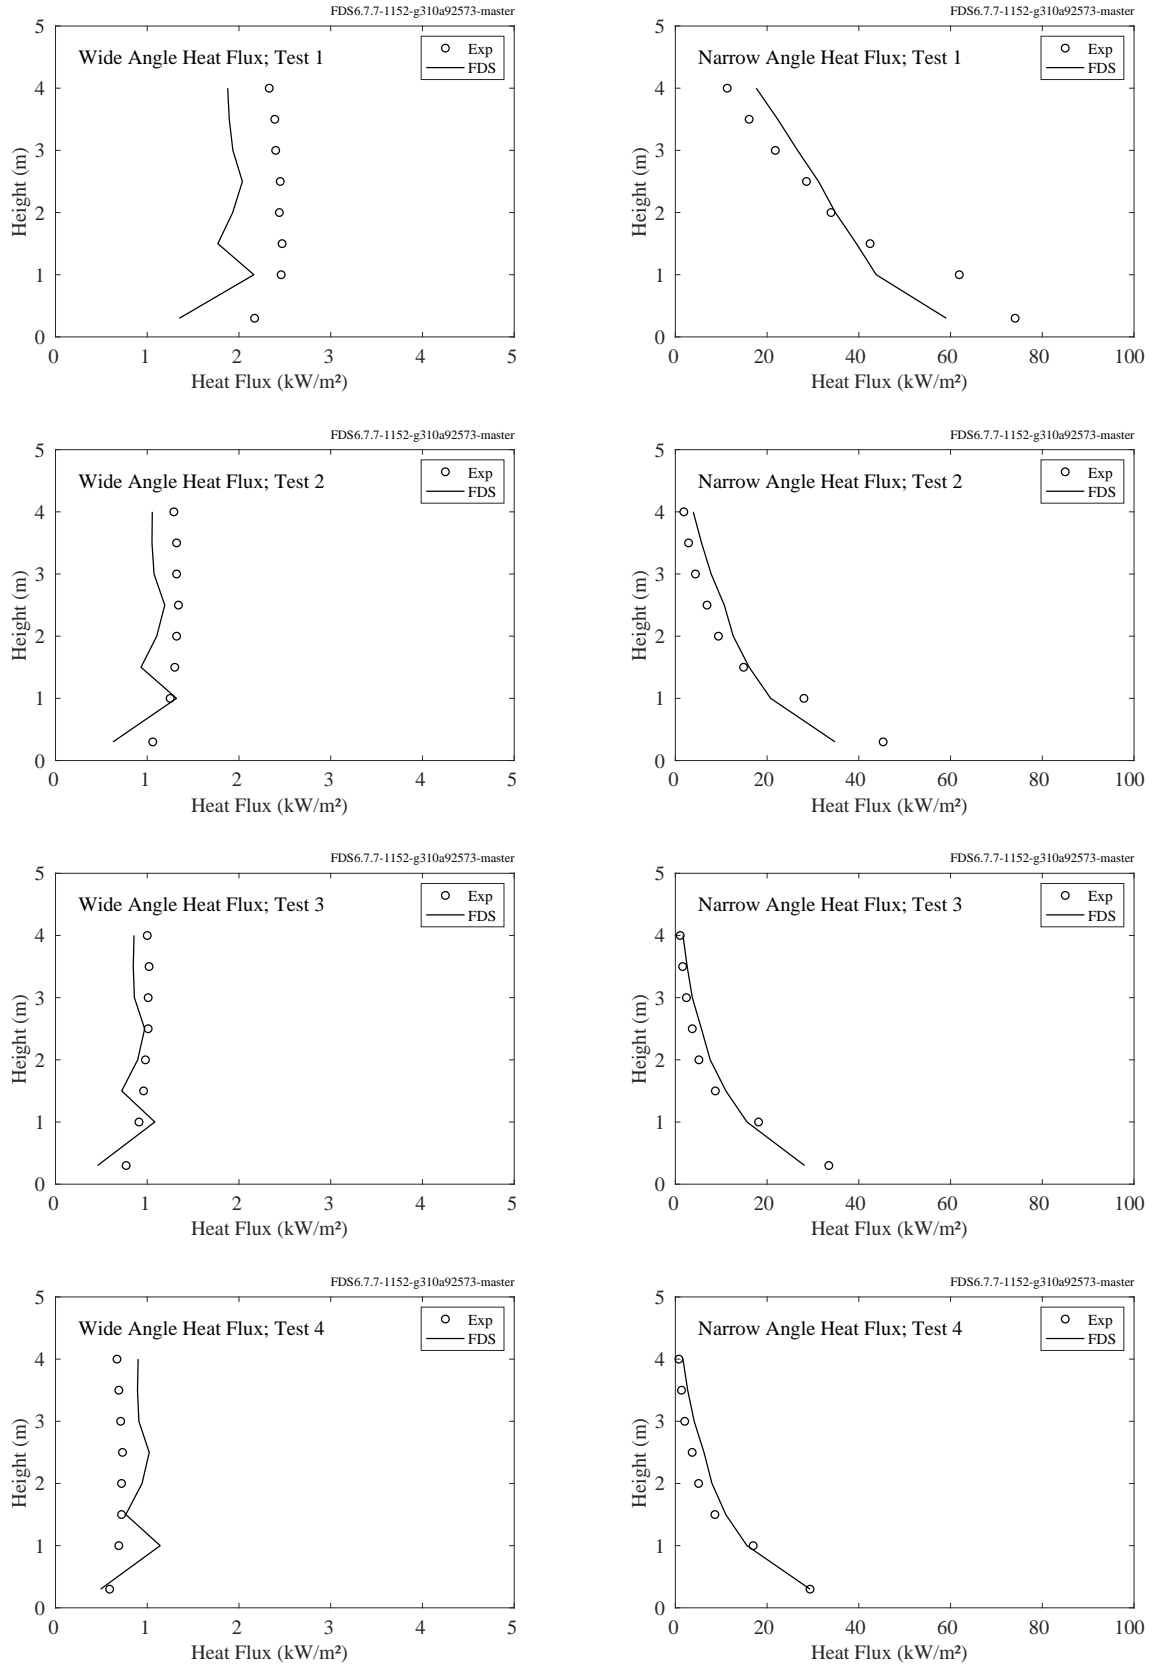 FDS6.7.7-1152-g310a92573-master
Wide Angle Heat Flux; Test 1
Exp
FDS
5
4
3
2
1
0
Height (m)
0 1 2 3 4 5
Heat Flux (kW/m²)
FDS6.7.7-1152-g310a92573-master
Narrow Angle Heat Flux; Test 1
Exp
FDS
5
4
3
2
1
0
Height (m)
0 20 40 60 80 100
Heat Flux (kW/m²)
FDS6.7.7-1152-g310a92573-master
Wide Angle Heat Flux; Test 2
Exp
FDS
5
4
3
2
1
0
Height (m)
0 1 2 3 4 5
Heat Flux (kW/m²)
FDS6.7.7-1152-g310a92573-master
Narrow Angle Heat Flux; Test 2
Exp
FDS
5
4
3
2
1
0
Height (m)
0 20 40 60 80 100
Heat Flux (kW/m²)
FDS6.7.7-1152-g310a92573-master
Wide Angle Heat Flux; Test 3
Exp
FDS
5
4
3
2
1
0
Height (m)
0 1 2 3 4 5
Heat Flux (kW/m²)
FDS6.7.7-1152-g310a92573-master
Narrow Angle Heat Flux; Test 3
Exp
FDS
5
4
3
2
1
0
Height (m)
0 20 40 60 80 100
Heat Flux (kW/m²)
FDS6.7.7-1152-g310a92573-master
Wide Angle Heat Flux; Test 4
Exp
FDS
5
4
3
2
1
0
Height (m)
0 1 2 3 4 5
Heat Flux (kW/m²)
FDS6.7.7-1152-g310a92573-master
Narrow Angle Heat Flux; Test 4
Exp
FDS
5
4
3
2
1
0
Height (m)
0 20 40 60 80 100
Heat Flux (kW/m²)